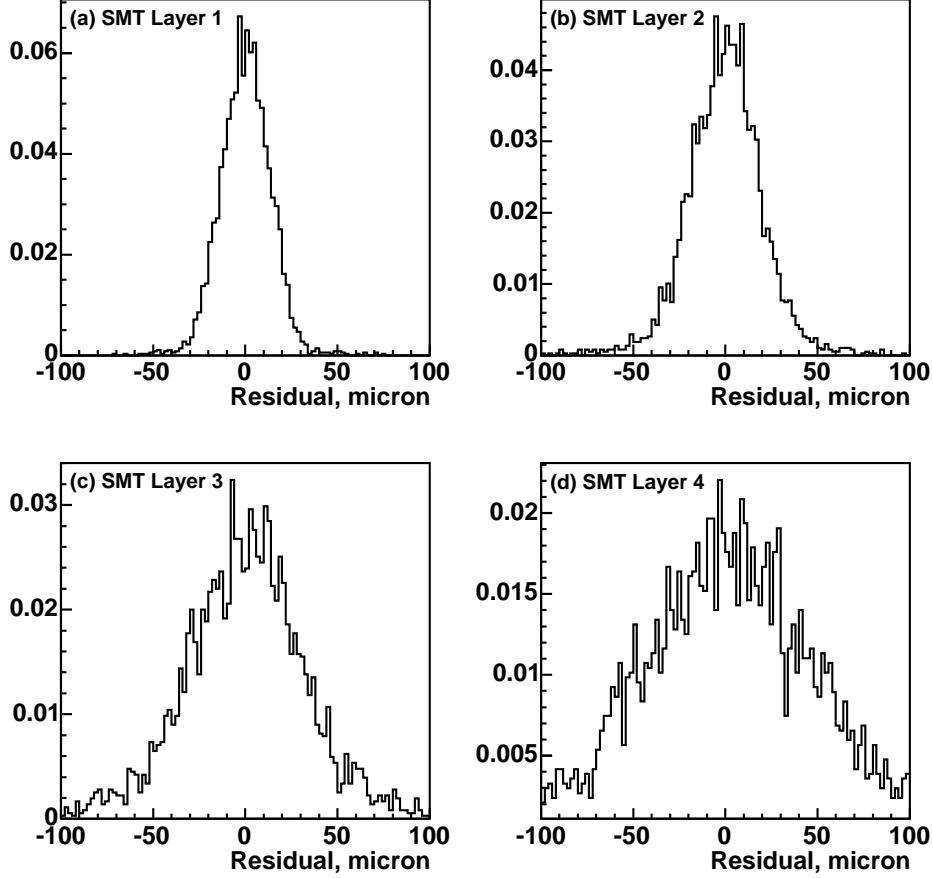 (a) SMT Layer 1
0.06
0.04
0.02
0
-100 -50 0 50 100
Residual, micron
(b) SMT Layer 2
0.04
0.03
0.02
0.01
0
-100 -50 0 50 100
Residual, micron
(c) SMT Layer 3
0.03
0.02
0.01
0
-100 -50 0 50 100
Residual, micron
(d) SMT Layer 4
0.02
0.015
0.01
0.005
-100 -50 0 50 100
Residual, micron